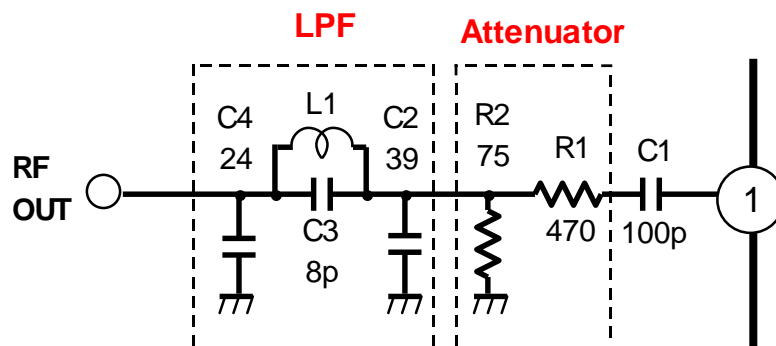 LPF
Attenuator
C4
24
L1
C2
39
R2
75
R1
C1
RF
OUT
C3
8p
470
100p
1